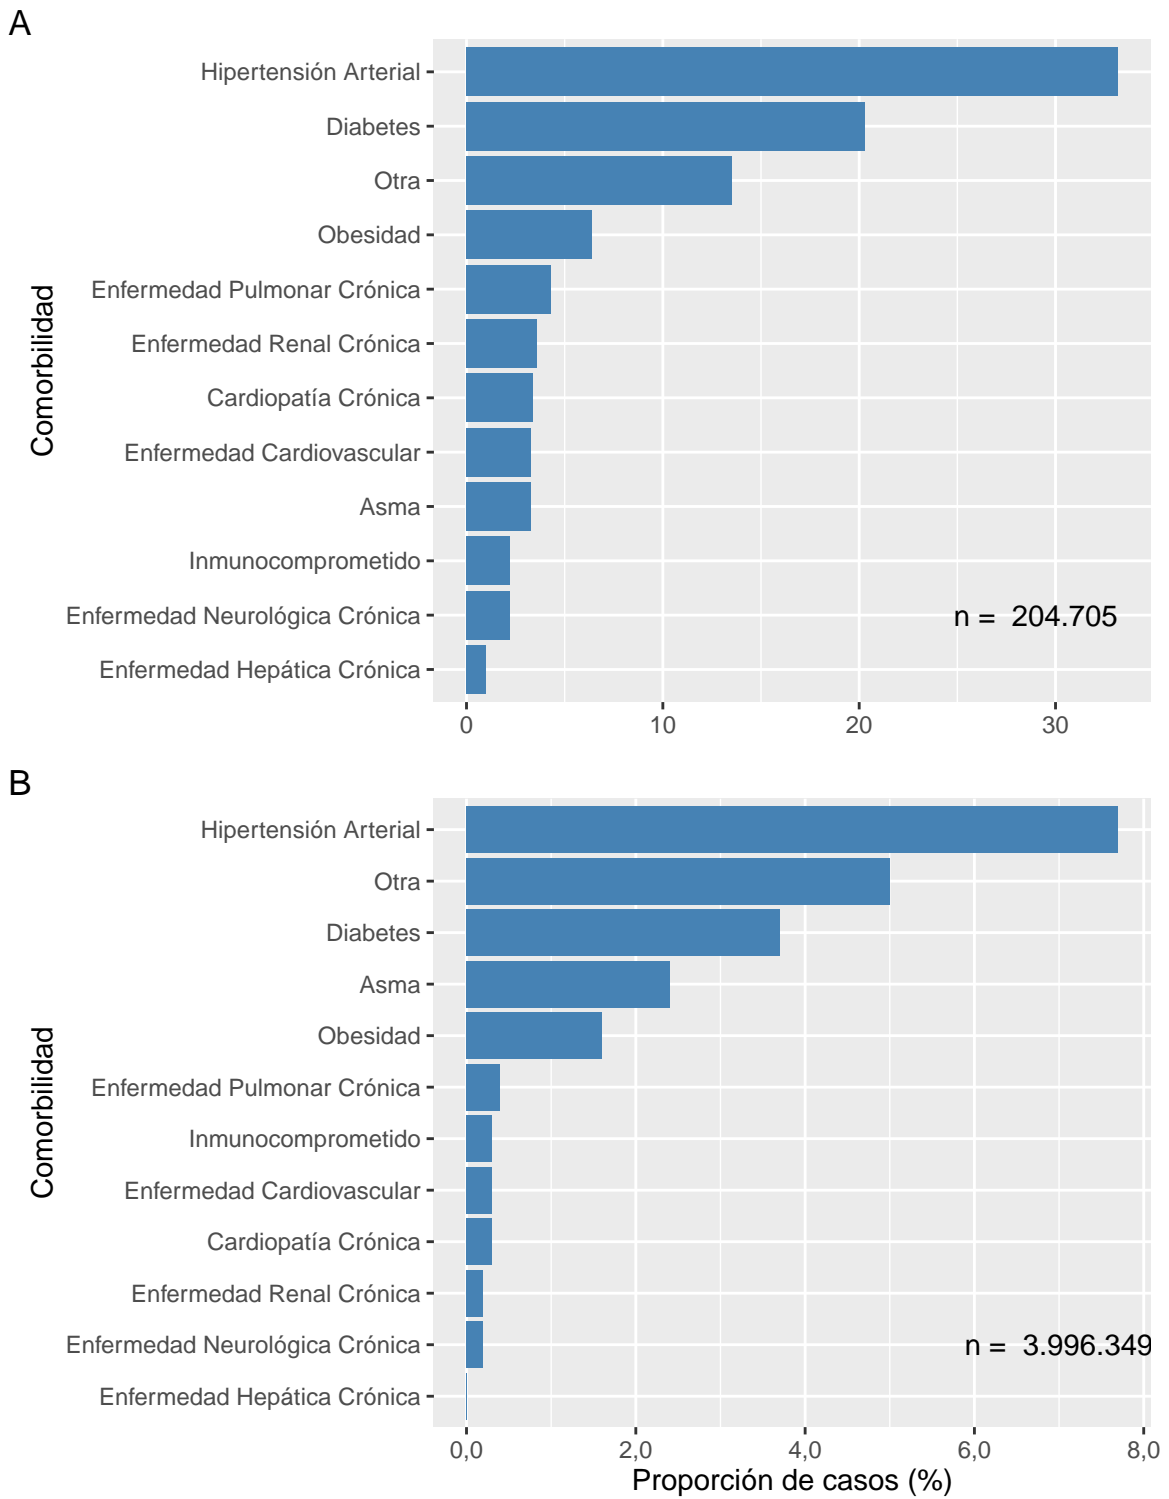 A
Hipertensión Arterial
Diabetes
Otra
Obesidad
Enfermedad Pulmonar Crónica
Enfermedad Renal Crónica
Cardiopatía Crónica
Enfermedad Cardiovascular
Asma
Inmunocomprometido
Enfermedad Neurológica Crónica
Enfermedad Hepática Crónica
Comorbilidad
n = 204.705
0 10 20 30
B
Hipertensión Arterial
Otra
Diabetes
Asma
Obesidad
Enfermedad Pulmonar Crónica
Inmunocomprometido
Enfermedad Cardiovascular
Cardiopatía Crónica
Enfermedad Renal Crónica
Enfermedad Neurológica Crónica
Enfermedad Hepática Crónica
Comorbilidad
n = 3.996.349
0,0 2,0 4,0 6,0 8,0
Proporción de casos (%)